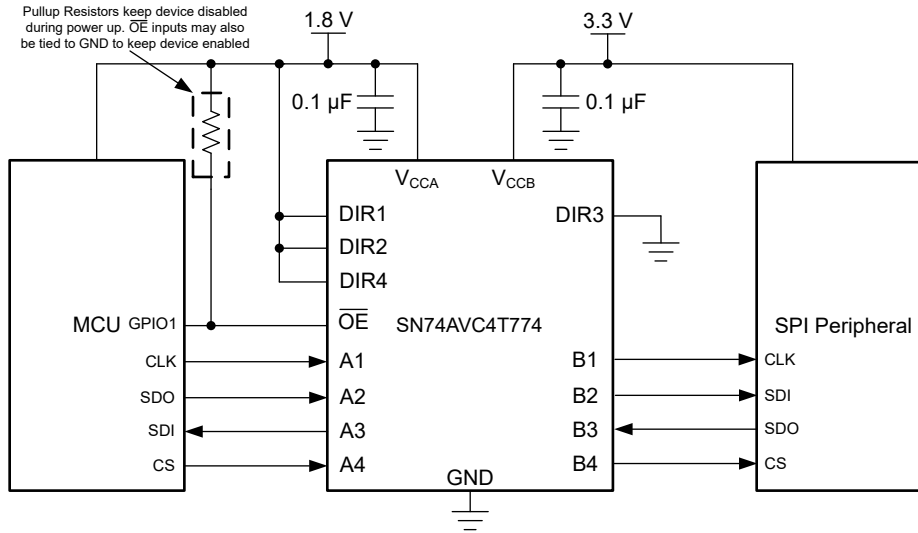 Pullup Resistors keep device disabled
during power up. OE inputs may also
be tied to GND to keep device enabled
1.8 V
3.3 V
0.1 µF
0.1 µF
VCCA
VCCB
DIR1
DIR3
DIR2
DIR4
MCU
GPIO1
OE
SN74AVC4T774
SPI Peripheral
CLK
A1
B1
CLK
SDO
A2
B2
SDI
SDI
A3
B3
SDO
CS
A4
B4
CS
GND